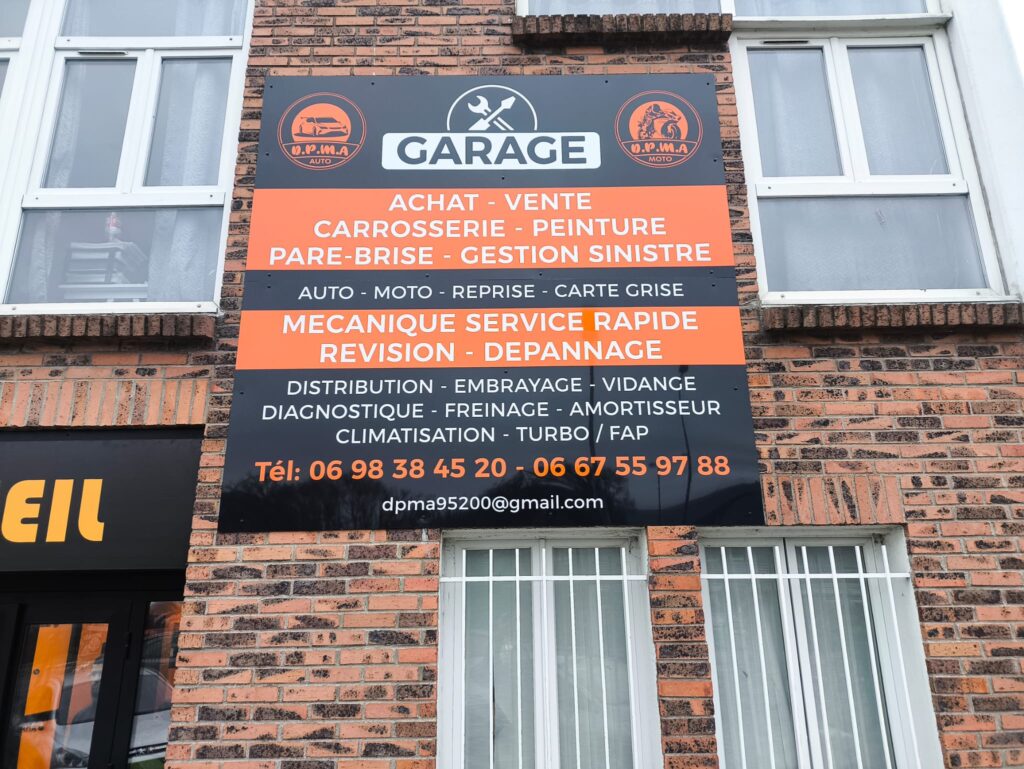 D.P.M.A
AUTO
GARAGE
D.P.M.A
MOTO
ACHAT - VENTE
CARROSSERIE - PEINTURE
PARE-BRISE - GESTION SINISTRE
AUTO - MOTO - REPRISE - CARTE GRISE
MECANIQUE SERVICE RAPIDE
REVISION - DEPANNAGE
DISTRIBUTION - EMBRAYAGE - VIDANGE
DIAGNOSTIQUE - FREINAGE - AMORTISSEUR
CLIMATISATION - TURBO / FAP
Tél: 06 98 38 45 20 - 06 67 55 97 88
dpma95200@gmail.com
EIL